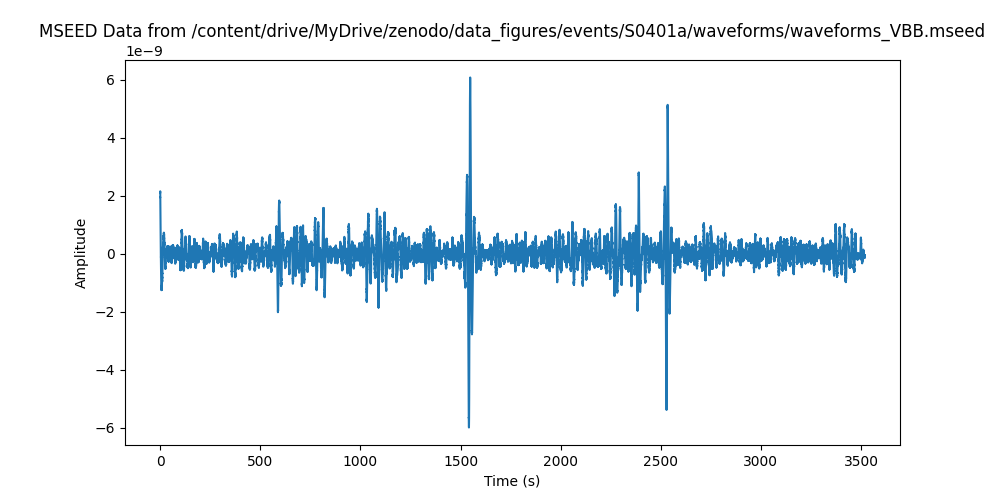 MSEED Data from /content/drive/MyDrive/zenodo/data_figures/events/S0401a/waveforms/waveforms_VBB.mseed
1e−9
6
4
2
0
−2
−4
−6
Amplitude
0 500 1000 1500 2000 2500 3000 3500
Time (s)